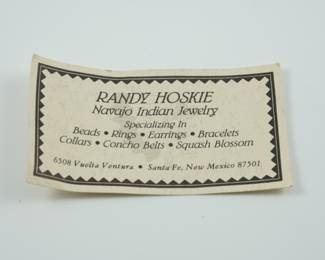 RANDY HOSKIE
Navajo Indian Jewelry
Specializing In
Beads • Rings • Earrings • Bracelets
Collars • Concho Belts • Squash Blossom
6508 Vuelta Ventura • Santa Fe, New Mexico 87501